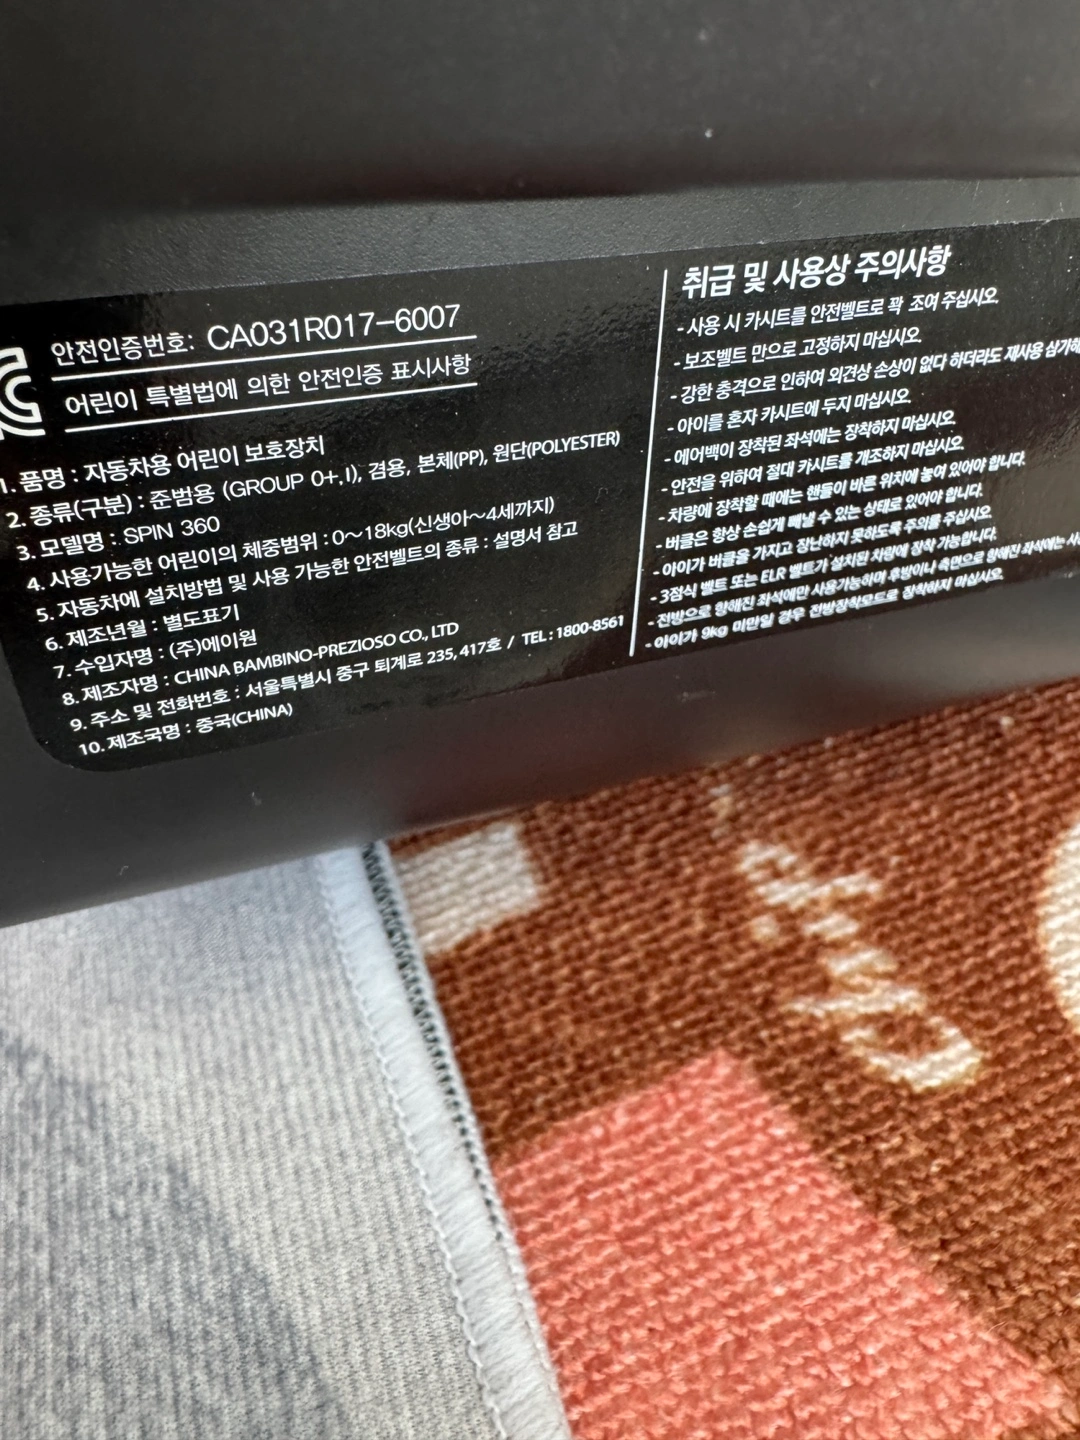 안전인증번호: CA031R017-6007
어린이 특별법에 의한 안전인증 표시사항
1. 품명 : 자동차용 어린이 보호장치
2. 종류(구분) : 준범용 (GROUP 0+, I), 겸용, 본체(PP), 원단(POLYESTER)
3. 모델명 : SPIN 360
4. 사용가능한 어린이의 체중범위 : 0~18kg(신생아~4세까지)
5. 자동차에 설치방법 및 사용 가능한 안전벨트의 종류 : 설명서 참고
6. 제조년월 : 별도표기
7. 수입자명 : (주)에이원
8. 제조자명 : CHINA BAMBINO-PREZIOSO CO., LTD
9. 주소 및 전화번호 : 서울특별시 중구 퇴계로 235, 417호 / TEL : 1800-8561
10. 제조국명 : 중국(CHINA)
취급 및 사용상 주의사항
- 사용 시 카시트를 안전벨트로 꽉 조여 주십시오.
- 보조벨트 만으로 고정하지 마십시오.
- 강한 충격으로 인하여 외견상 손상이 없다 하더라도 재사용 삼가해
- 아이를 혼자 카시트에 두지 마십시오.
- 에어백이 장착된 좌석에는 장착하지 마십시오.
- 안전을 위하여 절대 카시트를 개조하지 마십시오.
- 차량에 장착할 때에는 핸들이 바른 위치에 놓여 있어야 합니다.
- 버클은 항상 손쉽게 빼낼 수 있는 상태로 있어야 합니다.
- 아이가 버클을 가지고 장난하지 못하도록 주의를 주십시오.
- 3점식 벨트 또는 ELR 벨트가 설치된 차량에 장착 가능합니다.
- 전방으로 향해진 좌석에만 사용가능하며 후방이나 측면으로 향해진 좌석에는
- 아이가 9kg 미만일 경우 전방장착모드로 장착하지 마십시오.